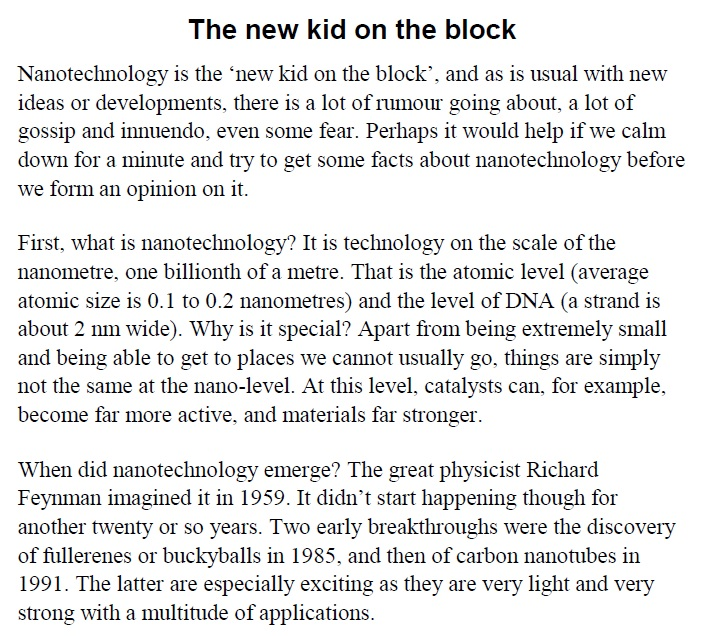 The new kid on the block
Nanotechnology is the ‘new kid on the block’, and as is usual with new
ideas or developments, there is a lot of rumour going about, a lot of
gossip and innuendo, even some fear. Perhaps it would help if we calm
down for a minute and try to get some facts about nanotechnology before
we form an opinion on it.
First, what is nanotechnology? It is technology on the scale of the
nanometre, one billionth of a metre. That is the atomic level (average
atomic size is 0.1 to 0.2 nanometres) and the level of DNA (a strand is
about 2 nm wide). Why is it special? Apart from being extremely small
and being able to get to places we cannot usually go, things are simply
not the same at the nano-level. At this level, catalysts can, for example,
become far more active, and materials far stronger.
When did nanotechnology emerge? The great physicist Richard
Feynman imagined it in 1959. It didn’t start happening though for
another twenty or so years. Two early breakthroughs were the discovery
of fullerenes or buckyballs in 1985, and then of carbon nanotubes in
1991. The latter are especially exciting as they are very light and very
strong with a multitude of applications.